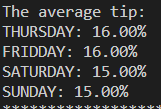 The average tip:
THURSDAY: 16.00%
FRIDDAY: 16.00%
SATURDAY: 15.00%
SUNDAY: 15.00%
*****************